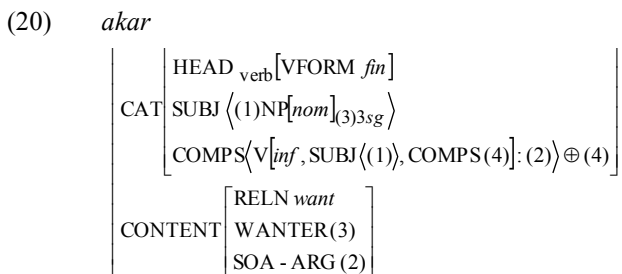 (20) akar
HEAD verb[VFORM fin]
CAT SUBJ ⟨(1)NP[nom](3)3sg⟩
COMPS⟨V[inf, SUBJ⟨(1)⟩, COMPS(4)]: (2)⟩ ⊕ (4)
RELN want
CONTENT WANTER(3)
SOA - ARG (2)